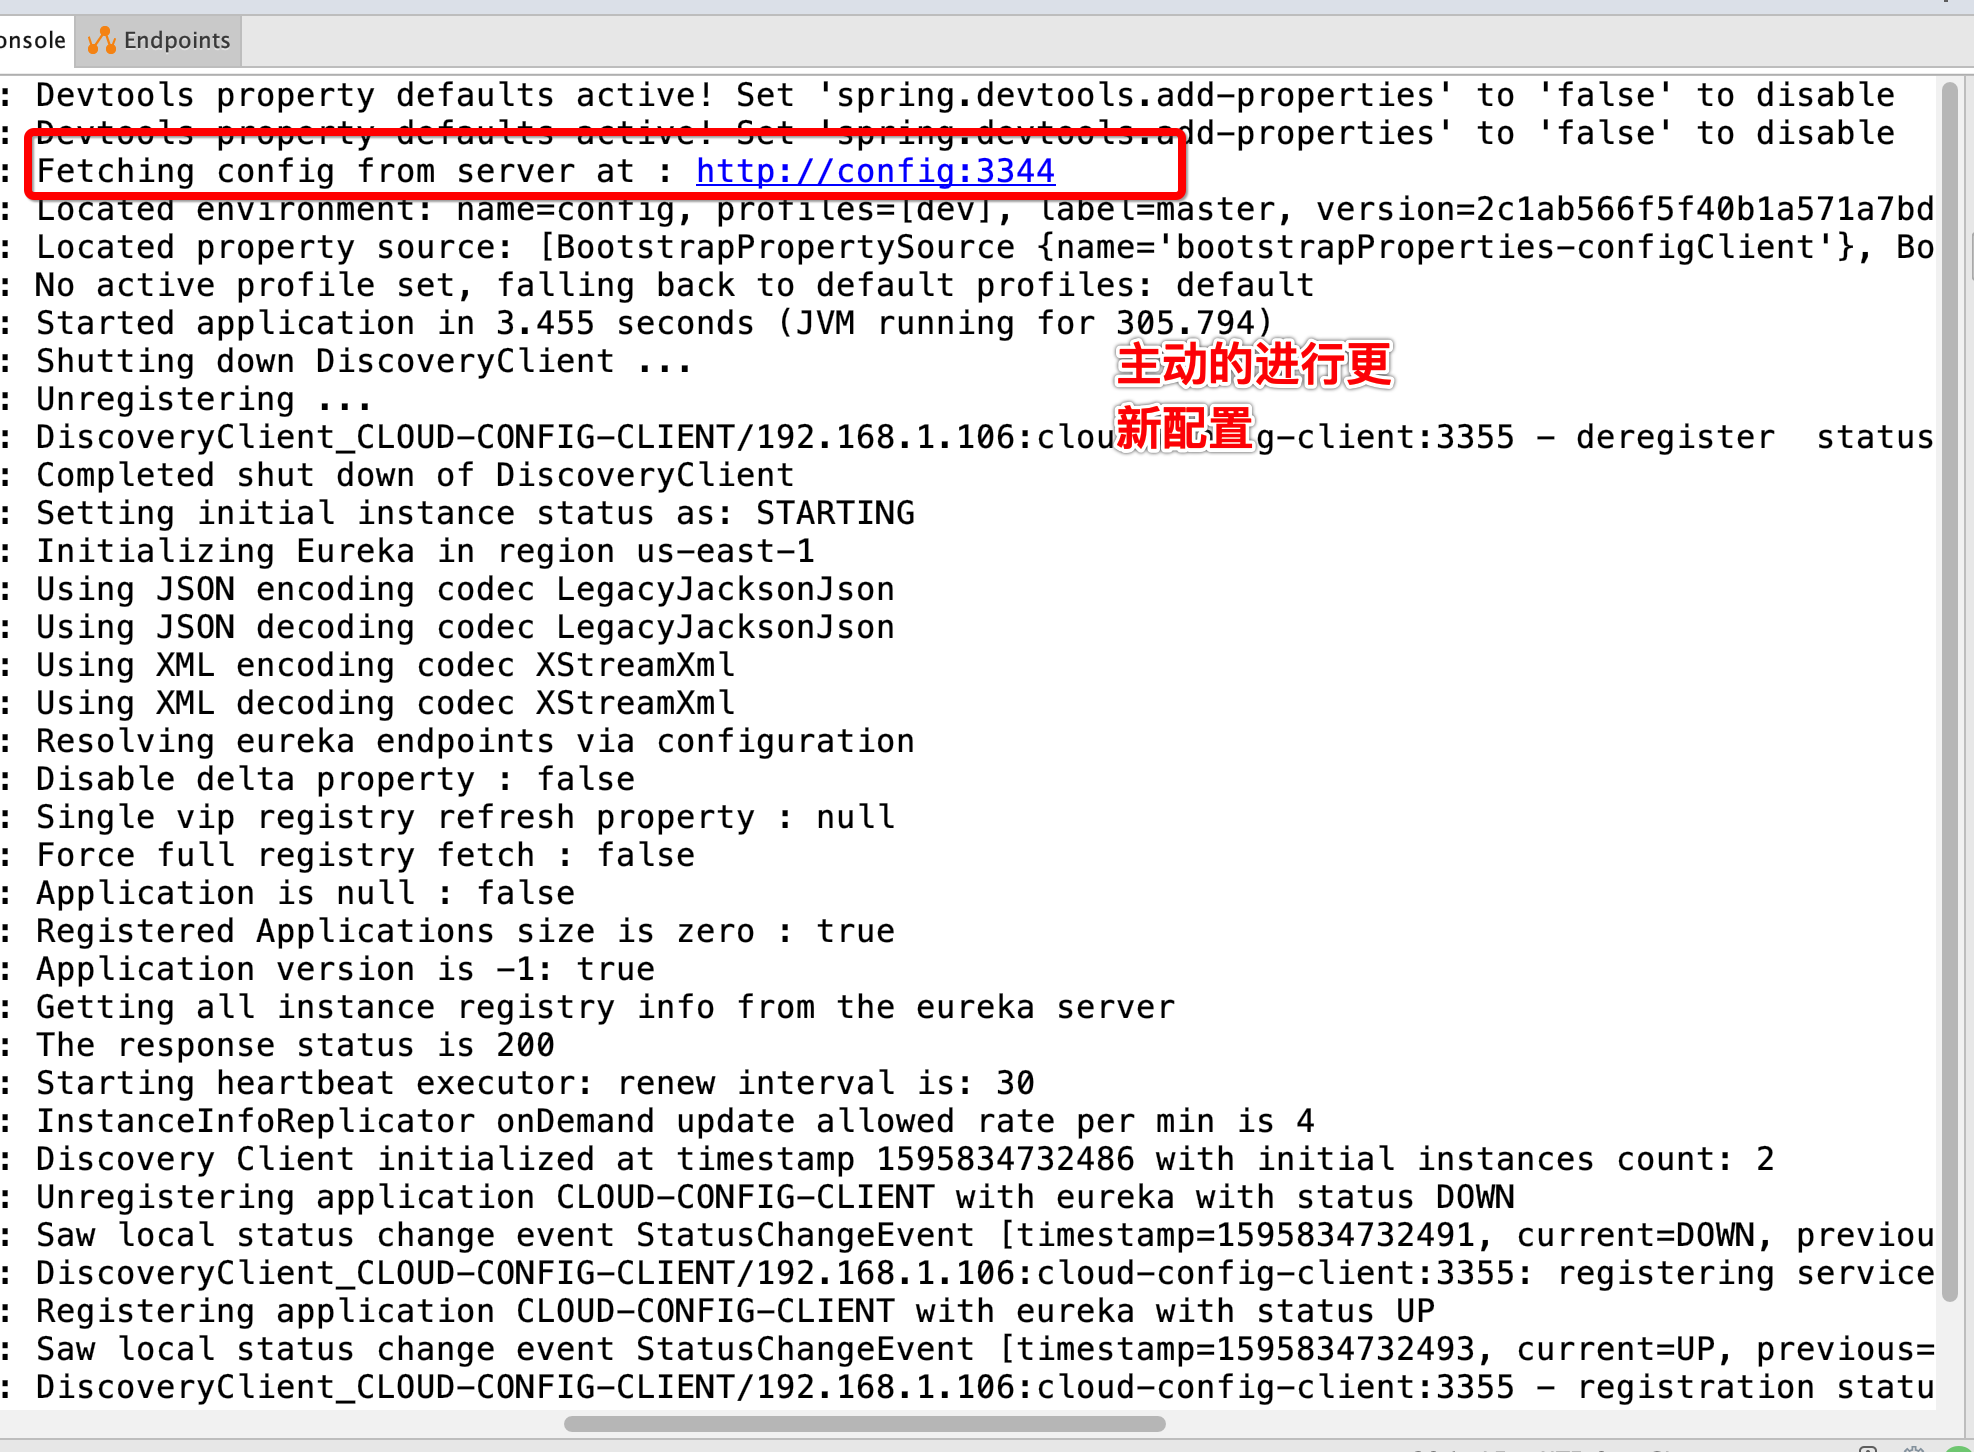 onsole Endpoints
: Devtools property defaults active! Set 'spring.devtools.add-properties' to 'false' to disable
: Devtools property defaults active! Set 'spring.devtools.add-properties' to 'false' to disable
: Fetching config from server at : http://config:3344
: Located environment: name=config, profiles=[dev], label=master, version=2c1ab566f5f40b1a571a7bd
: Located property source: [BootstrapPropertySource {name='bootstrapProperties-configClient'}, Bo
: No active profile set, falling back to default profiles: default
: Started application in 3.455 seconds (JVM running for 305.794)
主动的进行更
: Shutting down DiscoveryClient ...
: Unregistering ...
新配置
: DiscoveryClient_CLOUD-CONFIG-CLIENT/192.168.1.106:clou g-client:3355 - deregister  status
: Completed shut down of DiscoveryClient
: Setting initial instance status as: STARTING
: Initializing Eureka in region us-east-1
: Using JSON encoding codec LegacyJacksonJson
: Using JSON decoding codec LegacyJacksonJson
: Using XML encoding codec XStreamXml
: Using XML decoding codec XStreamXml
: Resolving eureka endpoints via configuration
: Disable delta property : false
: Single vip registry refresh property : null
: Force full registry fetch : false
: Application is null : false
: Registered Applications size is zero : true
: Application version is -1: true
: Getting all instance registry info from the eureka server
: The response status is 200
: Starting heartbeat executor: renew interval is: 30
: InstanceInfoReplicator onDemand update allowed rate per min is 4
: Discovery Client initialized at timestamp 1595834732486 with initial instances count: 2
: Unregistering application CLOUD-CONFIG-CLIENT with eureka with status DOWN
: Saw local status change event StatusChangeEvent [timestamp=1595834732491, current=DOWN, previou
: DiscoveryClient_CLOUD-CONFIG-CLIENT/192.168.1.106:cloud-config-client:3355: registering service
: Registering application CLOUD-CONFIG-CLIENT with eureka with status UP
: Saw local status change event StatusChangeEvent [timestamp=1595834732493, current=UP, previous=
: DiscoveryClient_CLOUD-CONFIG-CLIENT/192.168.1.106:cloud-config-client:3355 - registration statu